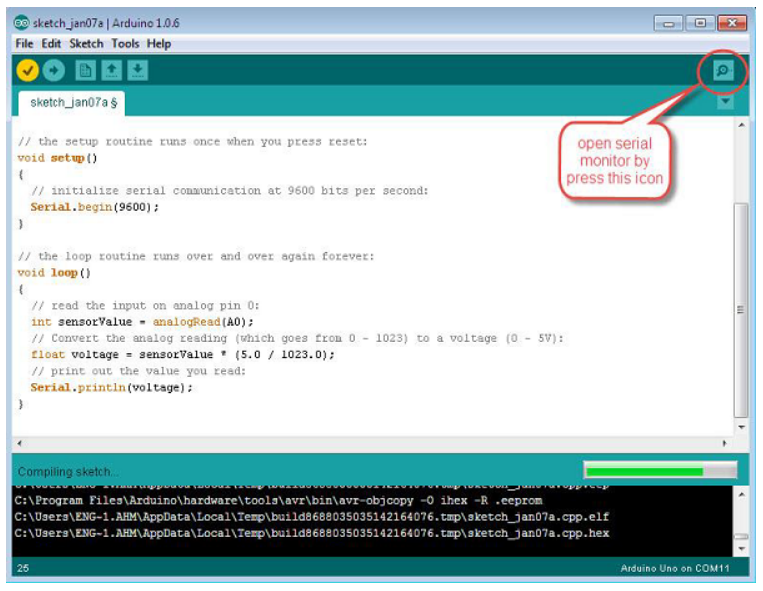 sketch_jan07a | Arduino 1.0.6
File Edit Sketch Tools Help
sketch_jan07a §
open serial
monitor by
press this icon
// the setup routine runs once when you press reset:
void setup()
{
// initialize serial communication at 9600 bits per second:
Serial.begin(9600);
}
// the loop routine runs over and over again forever:
void loop()
{
// read the input on analog pin 0:
int sensorValue = analogRead(A0);
// Convert the analog reading (which goes from 0 - 1023) to a voltage (0 - 5V):
float voltage = sensorValue * (5.0 / 1023.0);
// print out the value you read:
Serial.println(voltage);
}
Compiling sketch...
C:\Program Files\Arduino\hardware\tools\avr\bin\avr-objcopy -O ihex -R .eeprom
C:\Users\ENG-1.AHM\AppData\Local\Temp\build8688035035142164076.tmp\sketch_jan07a.cpp.elf
C:\Users\ENG-1.AHM\AppData\Local\Temp\build8688035035142164076.tmp\sketch_jan07a.cpp.hex
25
Arduino Uno on COM11